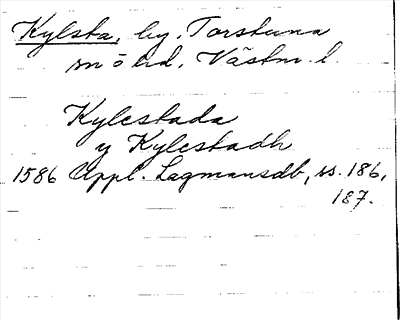 Kylsta, by, Torstuna
sn o hd, Västm. l.
Kylestada
y Kylestadh
1586 Uppl. Lagmansdb, ss. 186,
187.